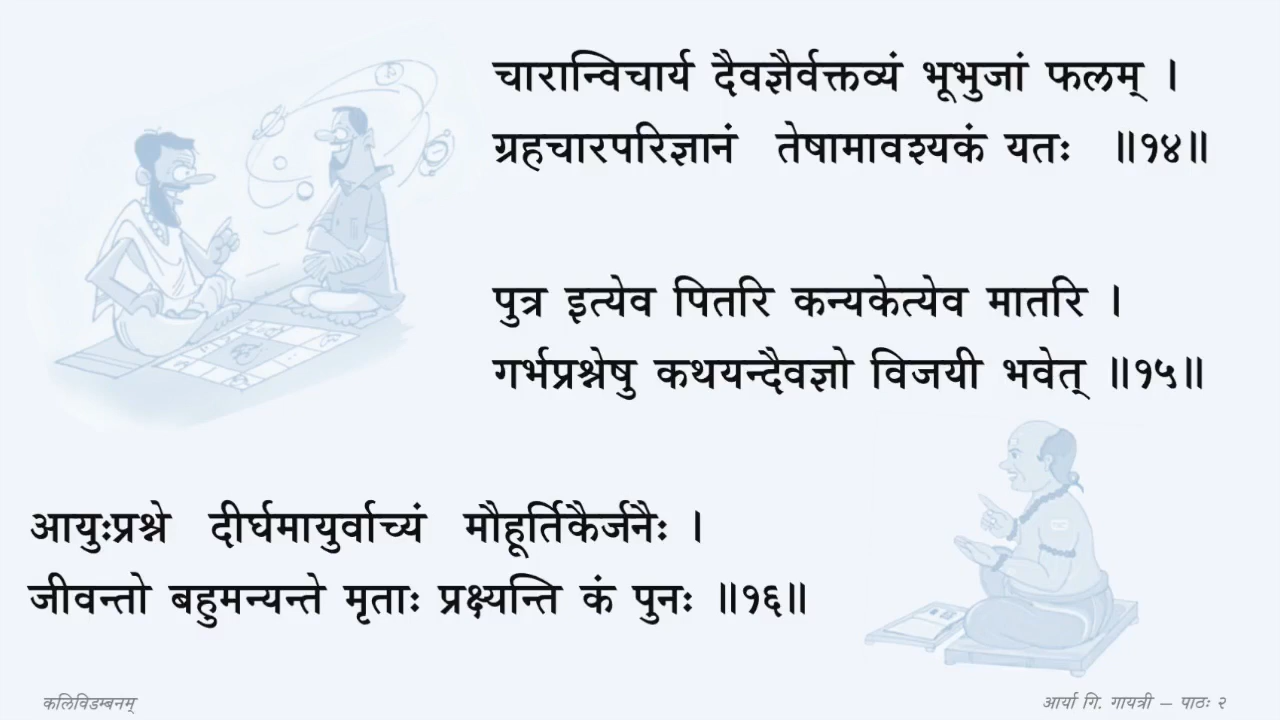 चारान्विचार्य दैवज्ञैर्वक्तव्यं भूभुजां फलम् ।
ग्रहचारपरिज्ञानं तेषामावश्यकं यतः ॥१४॥
पुत्र इत्येव पितरि कन्यकेत्येव मातरि ।
गर्भप्रश्नेषु कथयन्दैवज्ञो विजयी भवेत् ॥१५॥
आयुःप्रश्ने दीर्घमायुर्वाच्यं मौहूर्तिकैर्जनैः ।
जीवन्तो बहुमन्यन्ते मृताः प्रक्ष्यन्ति कं पुनः ॥१६॥
कलिविडम्बनम्
आर्या गि. गायत्री – पाठः २